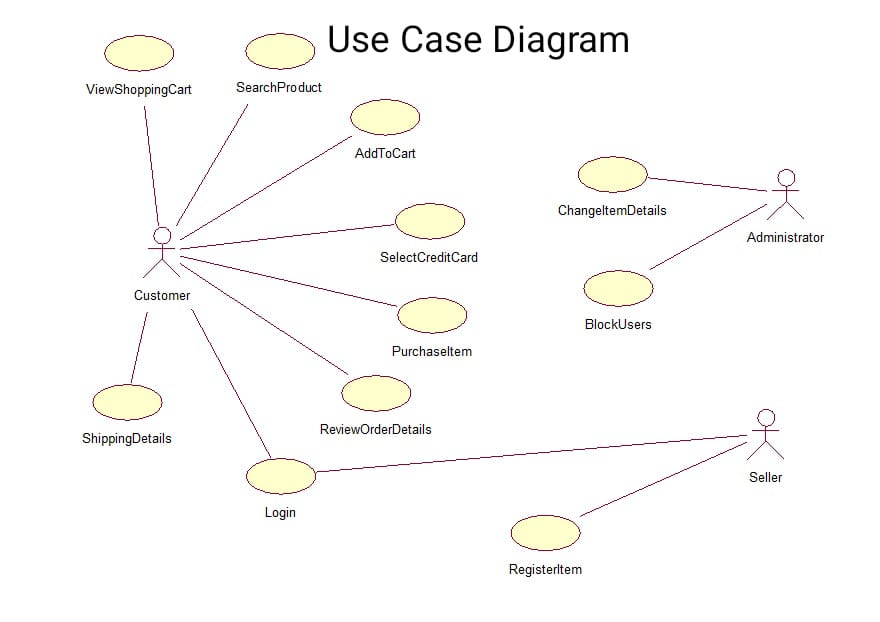 Use Case Diagram
ViewShoppingCart
SearchProduct
AddToCart
ChangeItemDetails
Administrator
SelectCreditCard
Customer
BlockUsers
PurchaseItem
ReviewOrderDetails
ShippingDetails
Seller
Login
RegisterItem